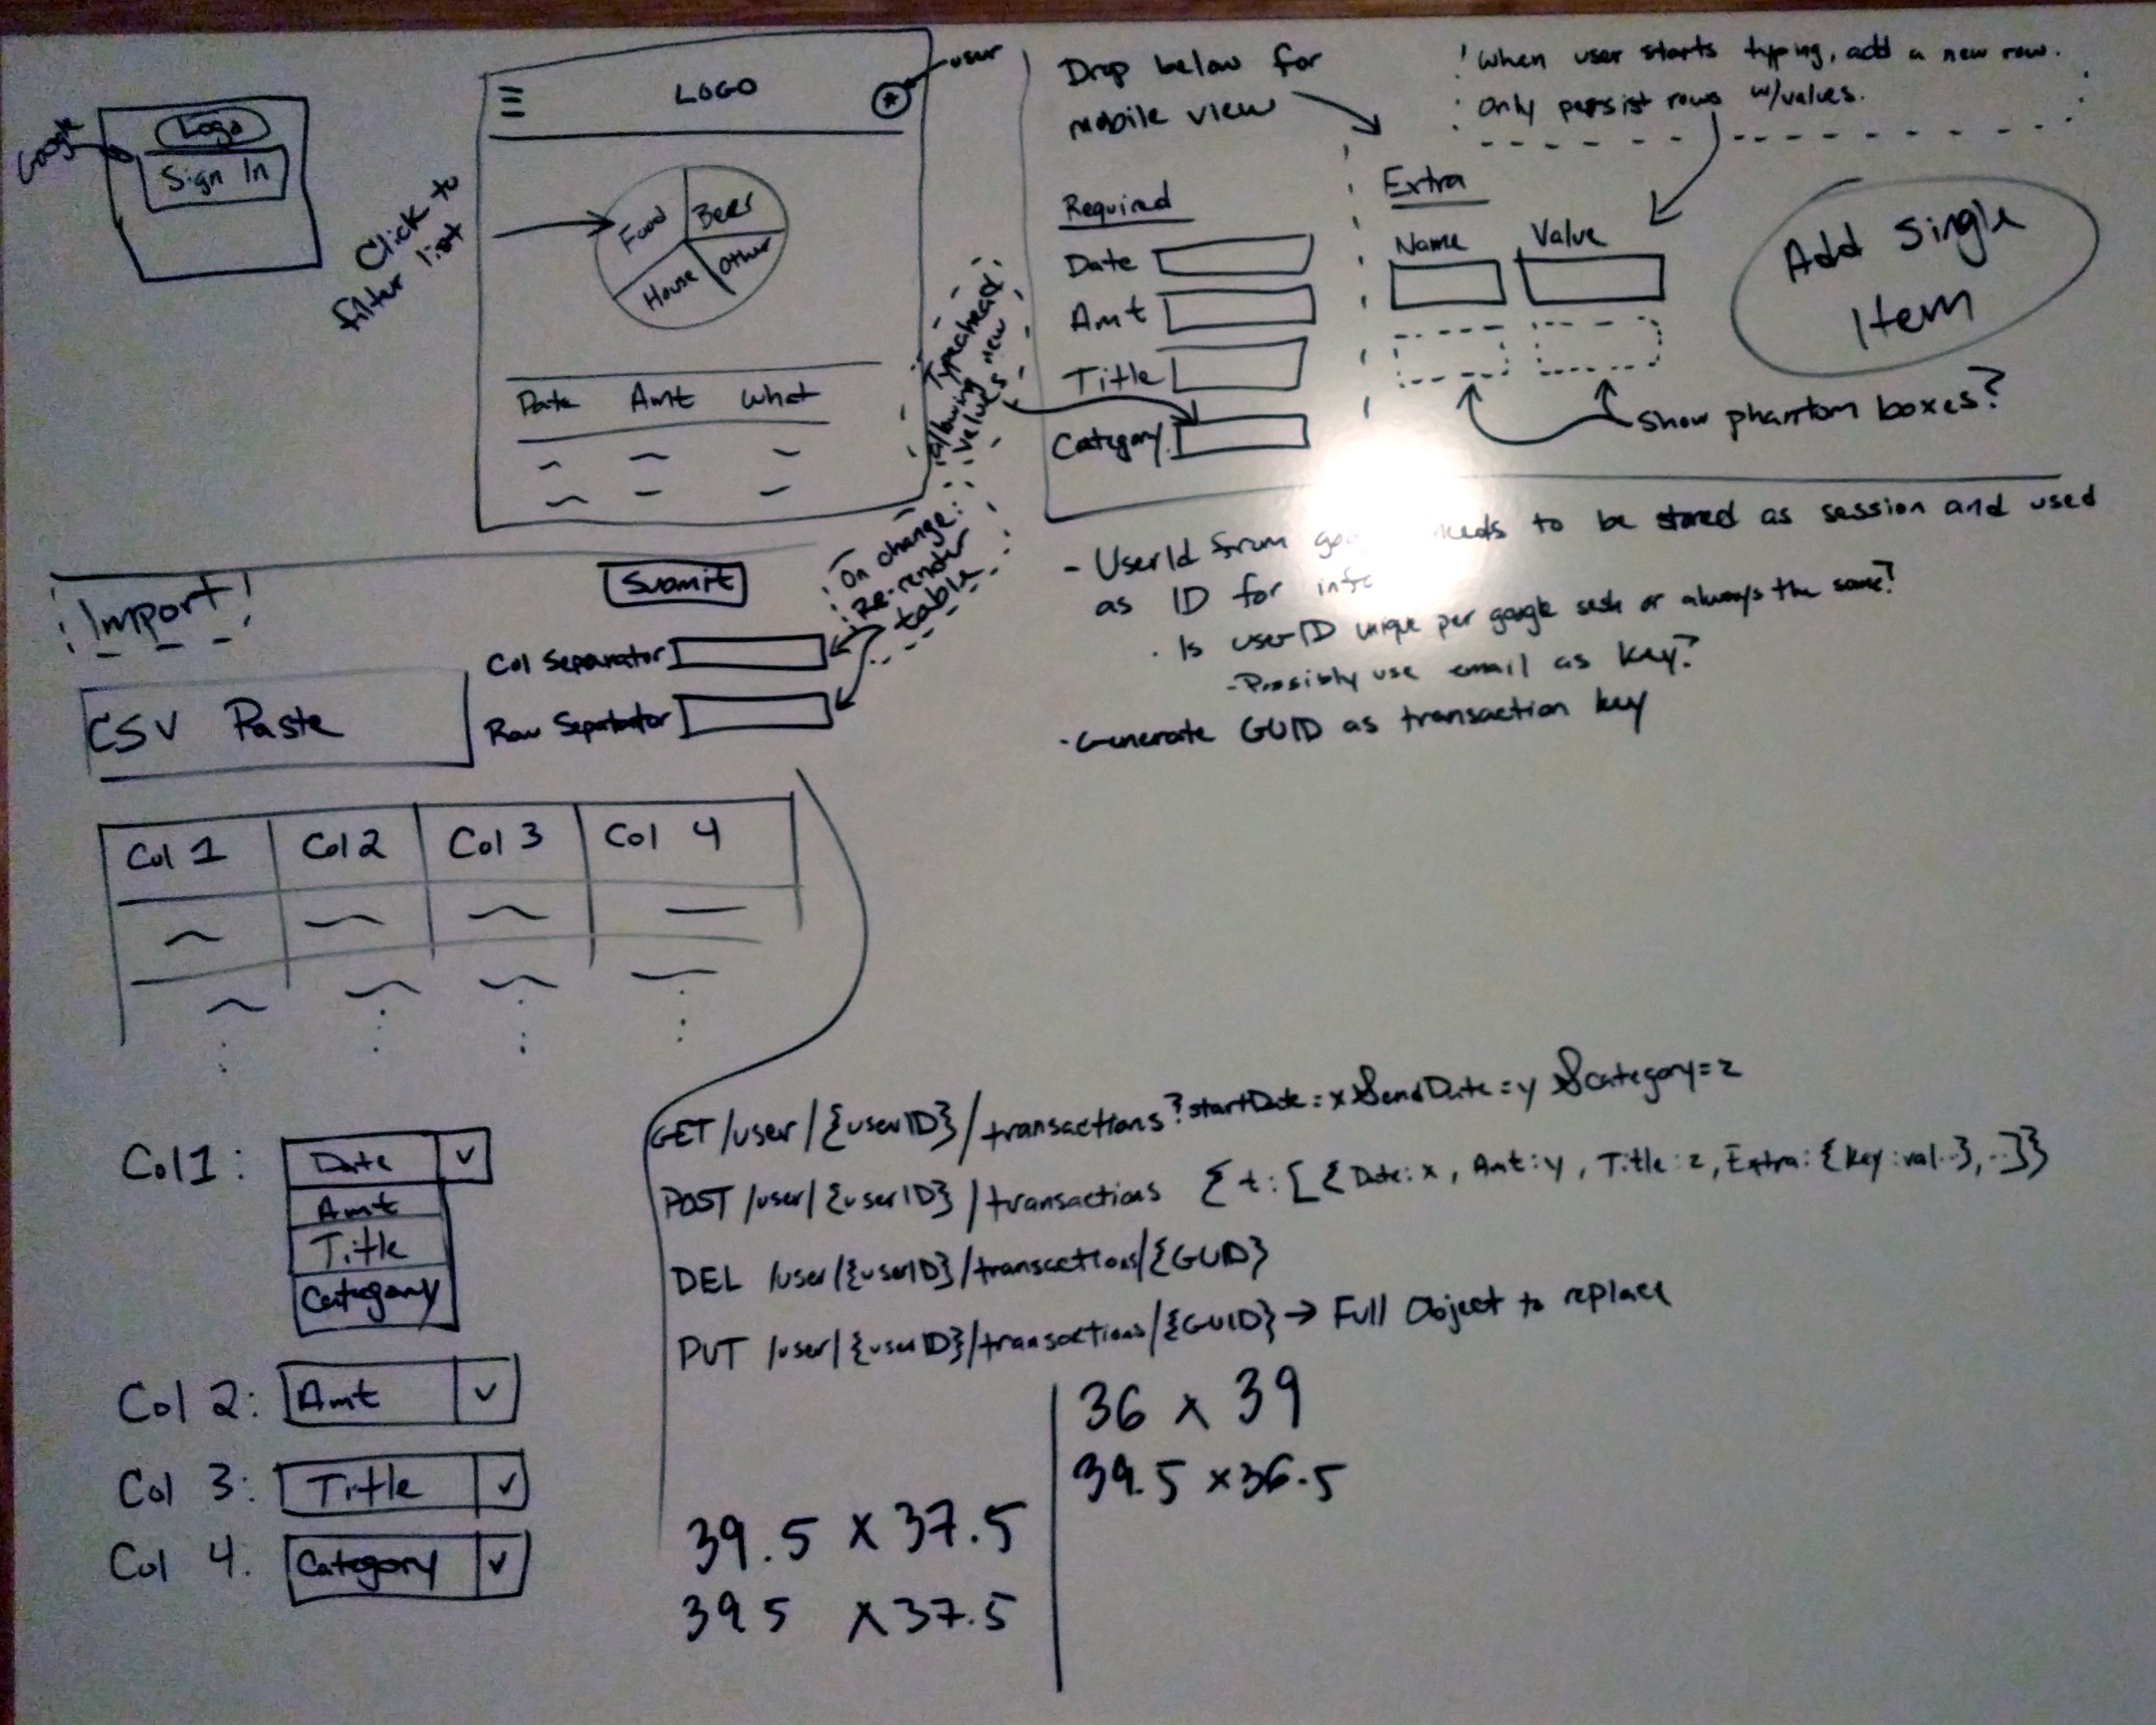 Google
Logo
Sign In
Click to
filter list
LOGO
user
Food
Beer
House
Other
Date Amt What
Typeahead
allowing new
values
Drop below for
mobile view
Required
Date
Amt
Title
Category
! When user starts typing, add a new row.
Only persist rows w/values.
Extra
Name Value
Show phantom boxes?
Add Single
Item
- UserId from needs to be stored as session and used
as ID for
. Is userID unique per google sesh or always the same?
- Possibly use email as key?
- Generate GUID as transaction key
Import
Submit
On change:
Re-render
table
CSV Paste
Col Separator
Row Separator
Col 1 Col 2 Col 3 Col 4
Col1: Date
Amt
Title
Category
Col 2: Amt
Col 3: Title
Col 4. Category
GET /user/{userID}/transactions?startDate=x&endDate=y&category=z
POST /user/{userID}/transactions {t:[{Date:x, Amt:y, Title:z, Extra:{key:val..},..]}
DEL /user/{userID}/transactions/{GUID}
PUT /user/{userID}/transactions/{GUID} → Full Object to replace
36 x 39
39.5 x 36.5
39.5 x 37.5
39 5 x 37.5